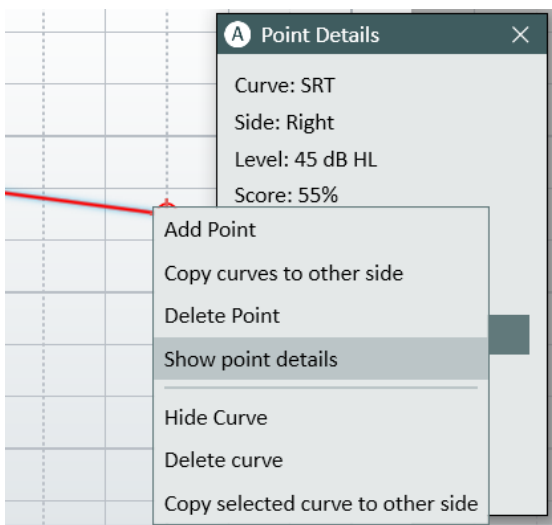 A Point Details
Curve: SRT
Side: Right
Level: 45 dB HL
Score: 55%
Add Point
Copy curves to other side
Delete Point
Show point details
Hide Curve
Delete curve
Copy selected curve to other side